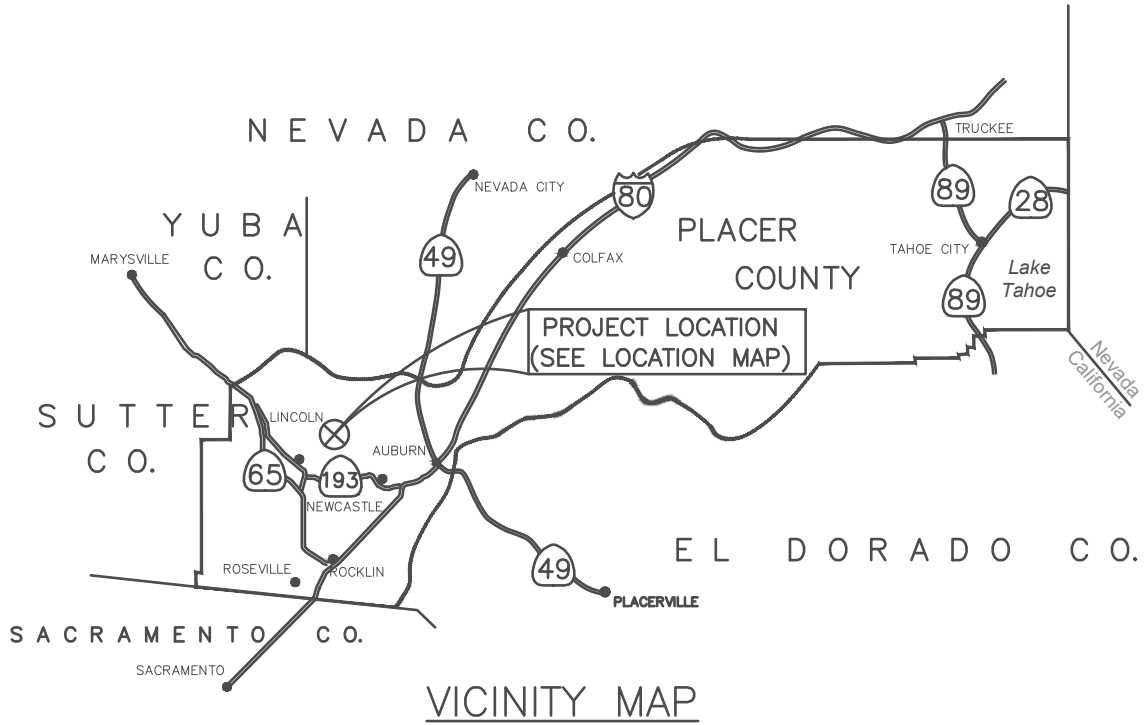 TRUCKEE
NEVADA CO.
NEVADA CITY
80
89
28
YUBA
CO.
PLACER
COUNTY
49
MARYSVILLE
COLFAX
TAHOE CITY
Lake
Tahoe
89
PROJECT LOCATION
(SEE LOCATION MAP)
Nevada
California
SUTTER
CO.
LINCOLN
AUBURN
65
193
NEWCASTLE
EL DORADO CO.
ROSEVILLE
ROCKLIN
49
PLACERVILLE
SACRAMENTO CO.
SACRAMENTO
VICINITY MAP